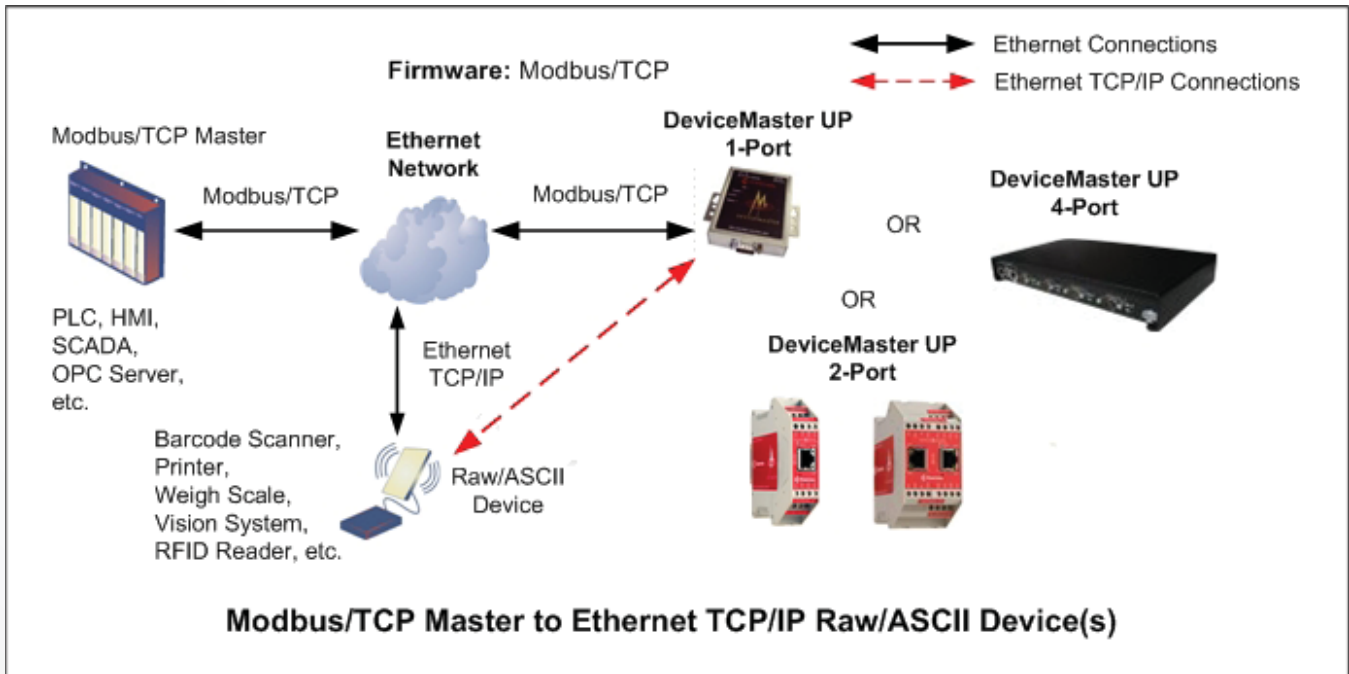 Ethernet Connections
Firmware: Modbus/TCP
Ethernet TCP/IP Connections
Modbus/TCP Master
Ethernet
Network
DeviceMaster UP
1-Port
Modbus/TCP
Modbus/TCP
DeviceMaster UP
4-Port
OR
PLC, HMI,
SCADA,
OPC Server,
etc.
Ethernet
TCP/IP
OR
DeviceMaster UP
2-Port
Barcode Scanner,
Printer,
Weigh Scale,
Vision System,
RFID Reader, etc.
Raw/ASCII
Device
Modbus/TCP Master to Ethernet TCP/IP Raw/ASCII Device(s)